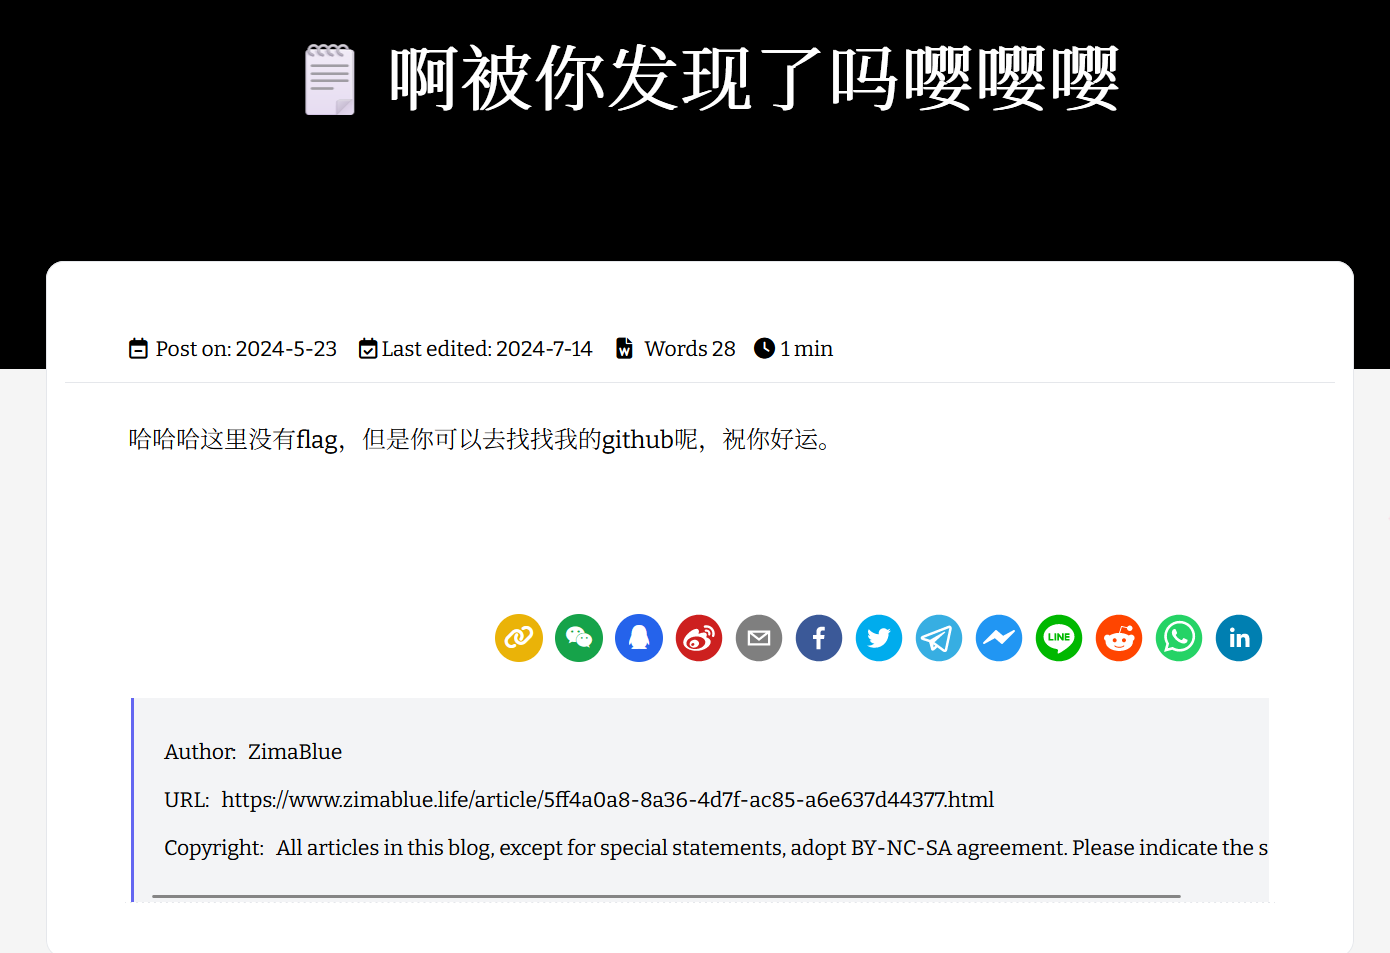 啊被你发现了吗嘤嘤嘤
Post on: 2024-5-23 Last edited: 2024-7-14 Words 28 1 min
哈哈哈这里没有flag，但是你可以去找找我的github呢，祝你好运。
LINE
Author: ZimaBlue
URL: https://www.zimablue.life/article/5ff4a0a8-8a36-4d7f-ac85-a6e637d44377.html
Copyright: All articles in this blog, except for special statements, adopt BY-NC-SA agreement. Please indicate the s